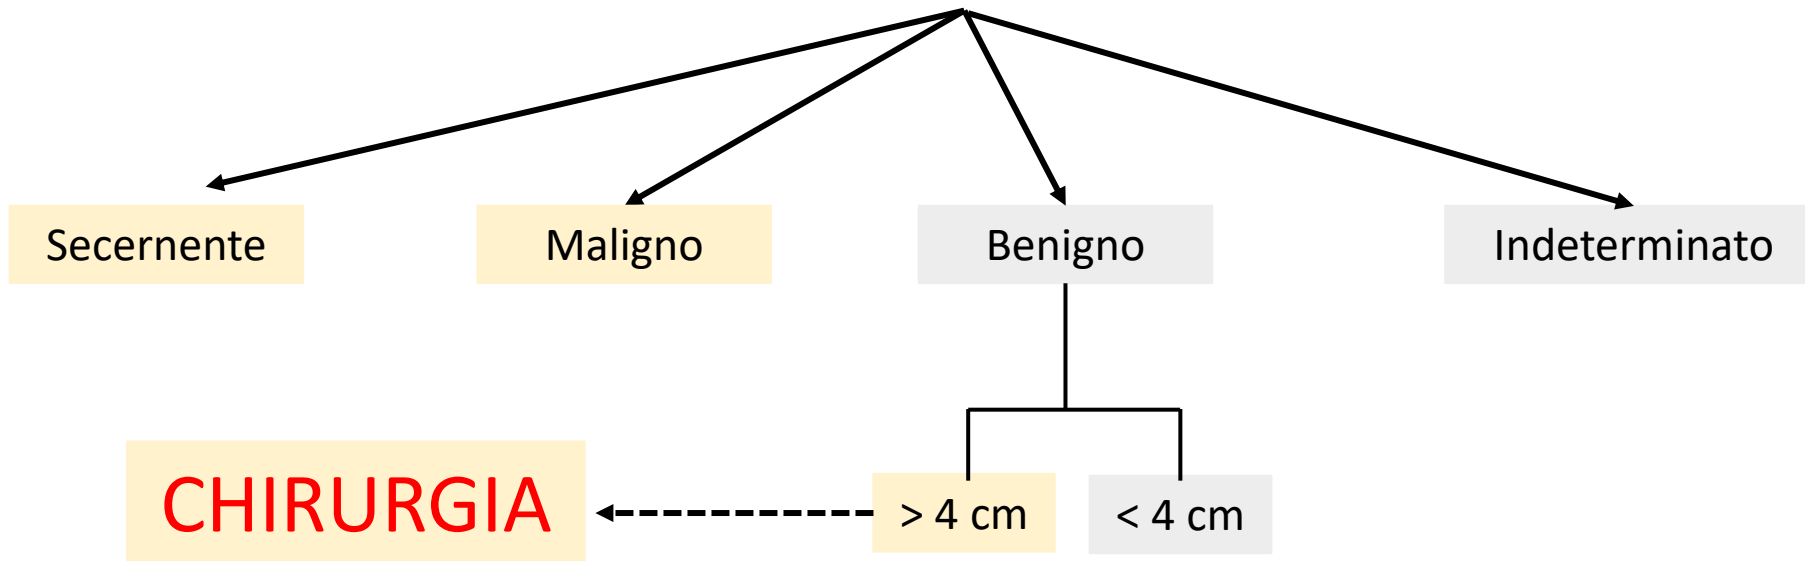 Secernente
Maligno
Benigno
Indeterminato
CHIRURGIA
> 4 cm
< 4 cm